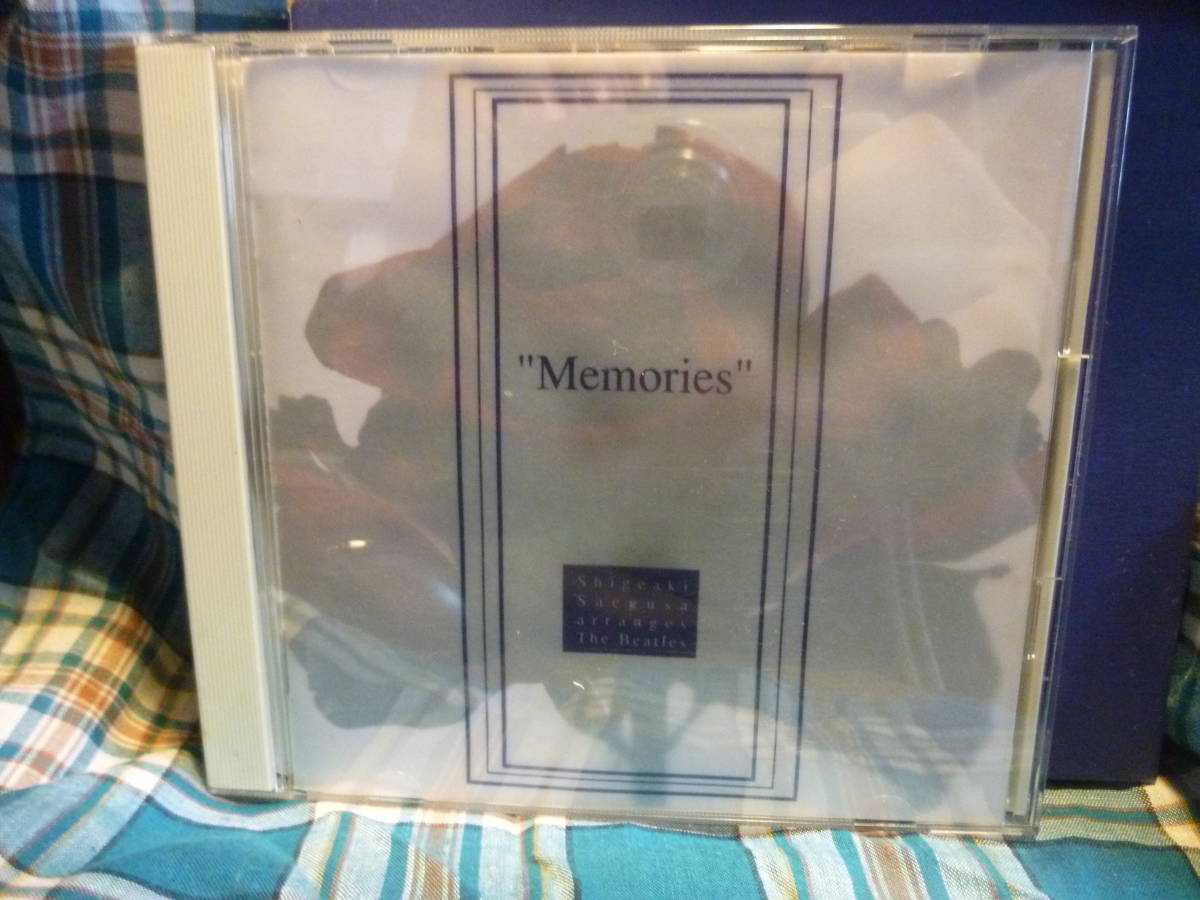 "Memories"
Shigeaki
Saegusa
arranges
The Beatles